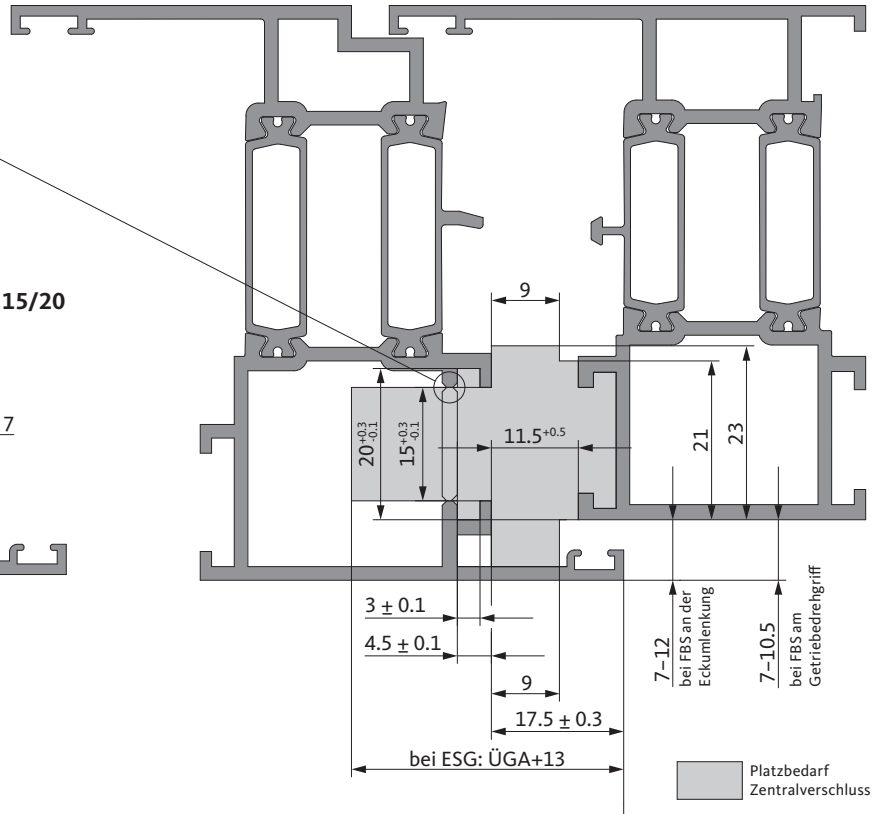 9
15/20
7
20 +0.3 -0.1
15 +0.3 -0.1
11.5+0.5
21
23
3 ± 0.1
4.5 ± 0.1
9
17.5 ± 0.3
bei ESG: ÜGA+13
7–12
bei FBS an der
Eckumlenkung
7–10.5
bei FBS am
Getriebedrehgriff
Platzbedarf
Zentralverschluss